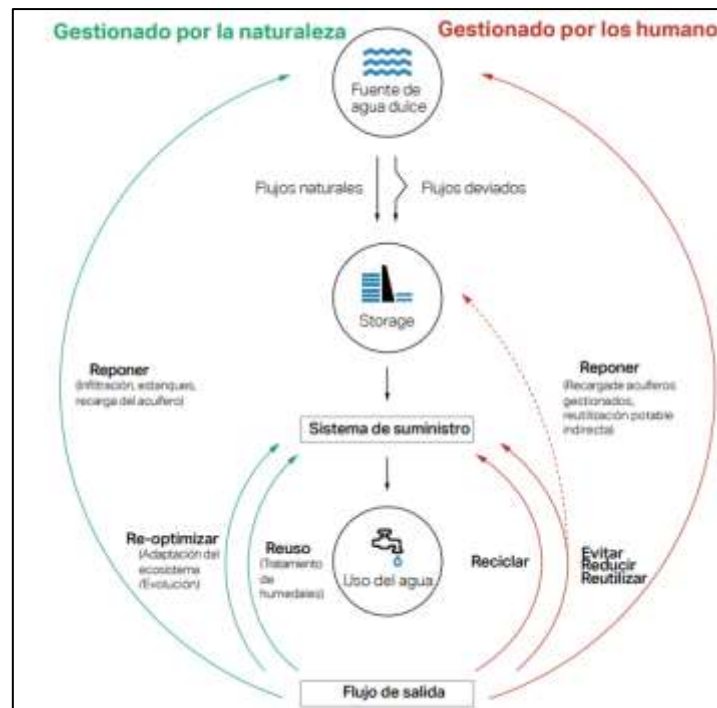 Gestionado por la naturaleza
Gestionado por los humano
Fuente de
agua dulce
Flujos naturales
Flujos deviados
Storage
Reponer
(Infiltración, estanques,
recarga del acuífero)
Reponer
(Recargade acuíferos
gestionados,
reutilización potable
indirecta)
Sistema de suministro
Re-optimizar
(Adaptación del
ecosistema
/Evolución)
Reuso
(Tratamiento
de
humedales)
Uso del agua
Reciclar
Evitar
Reducir
Reutilizar
Flujo de salida